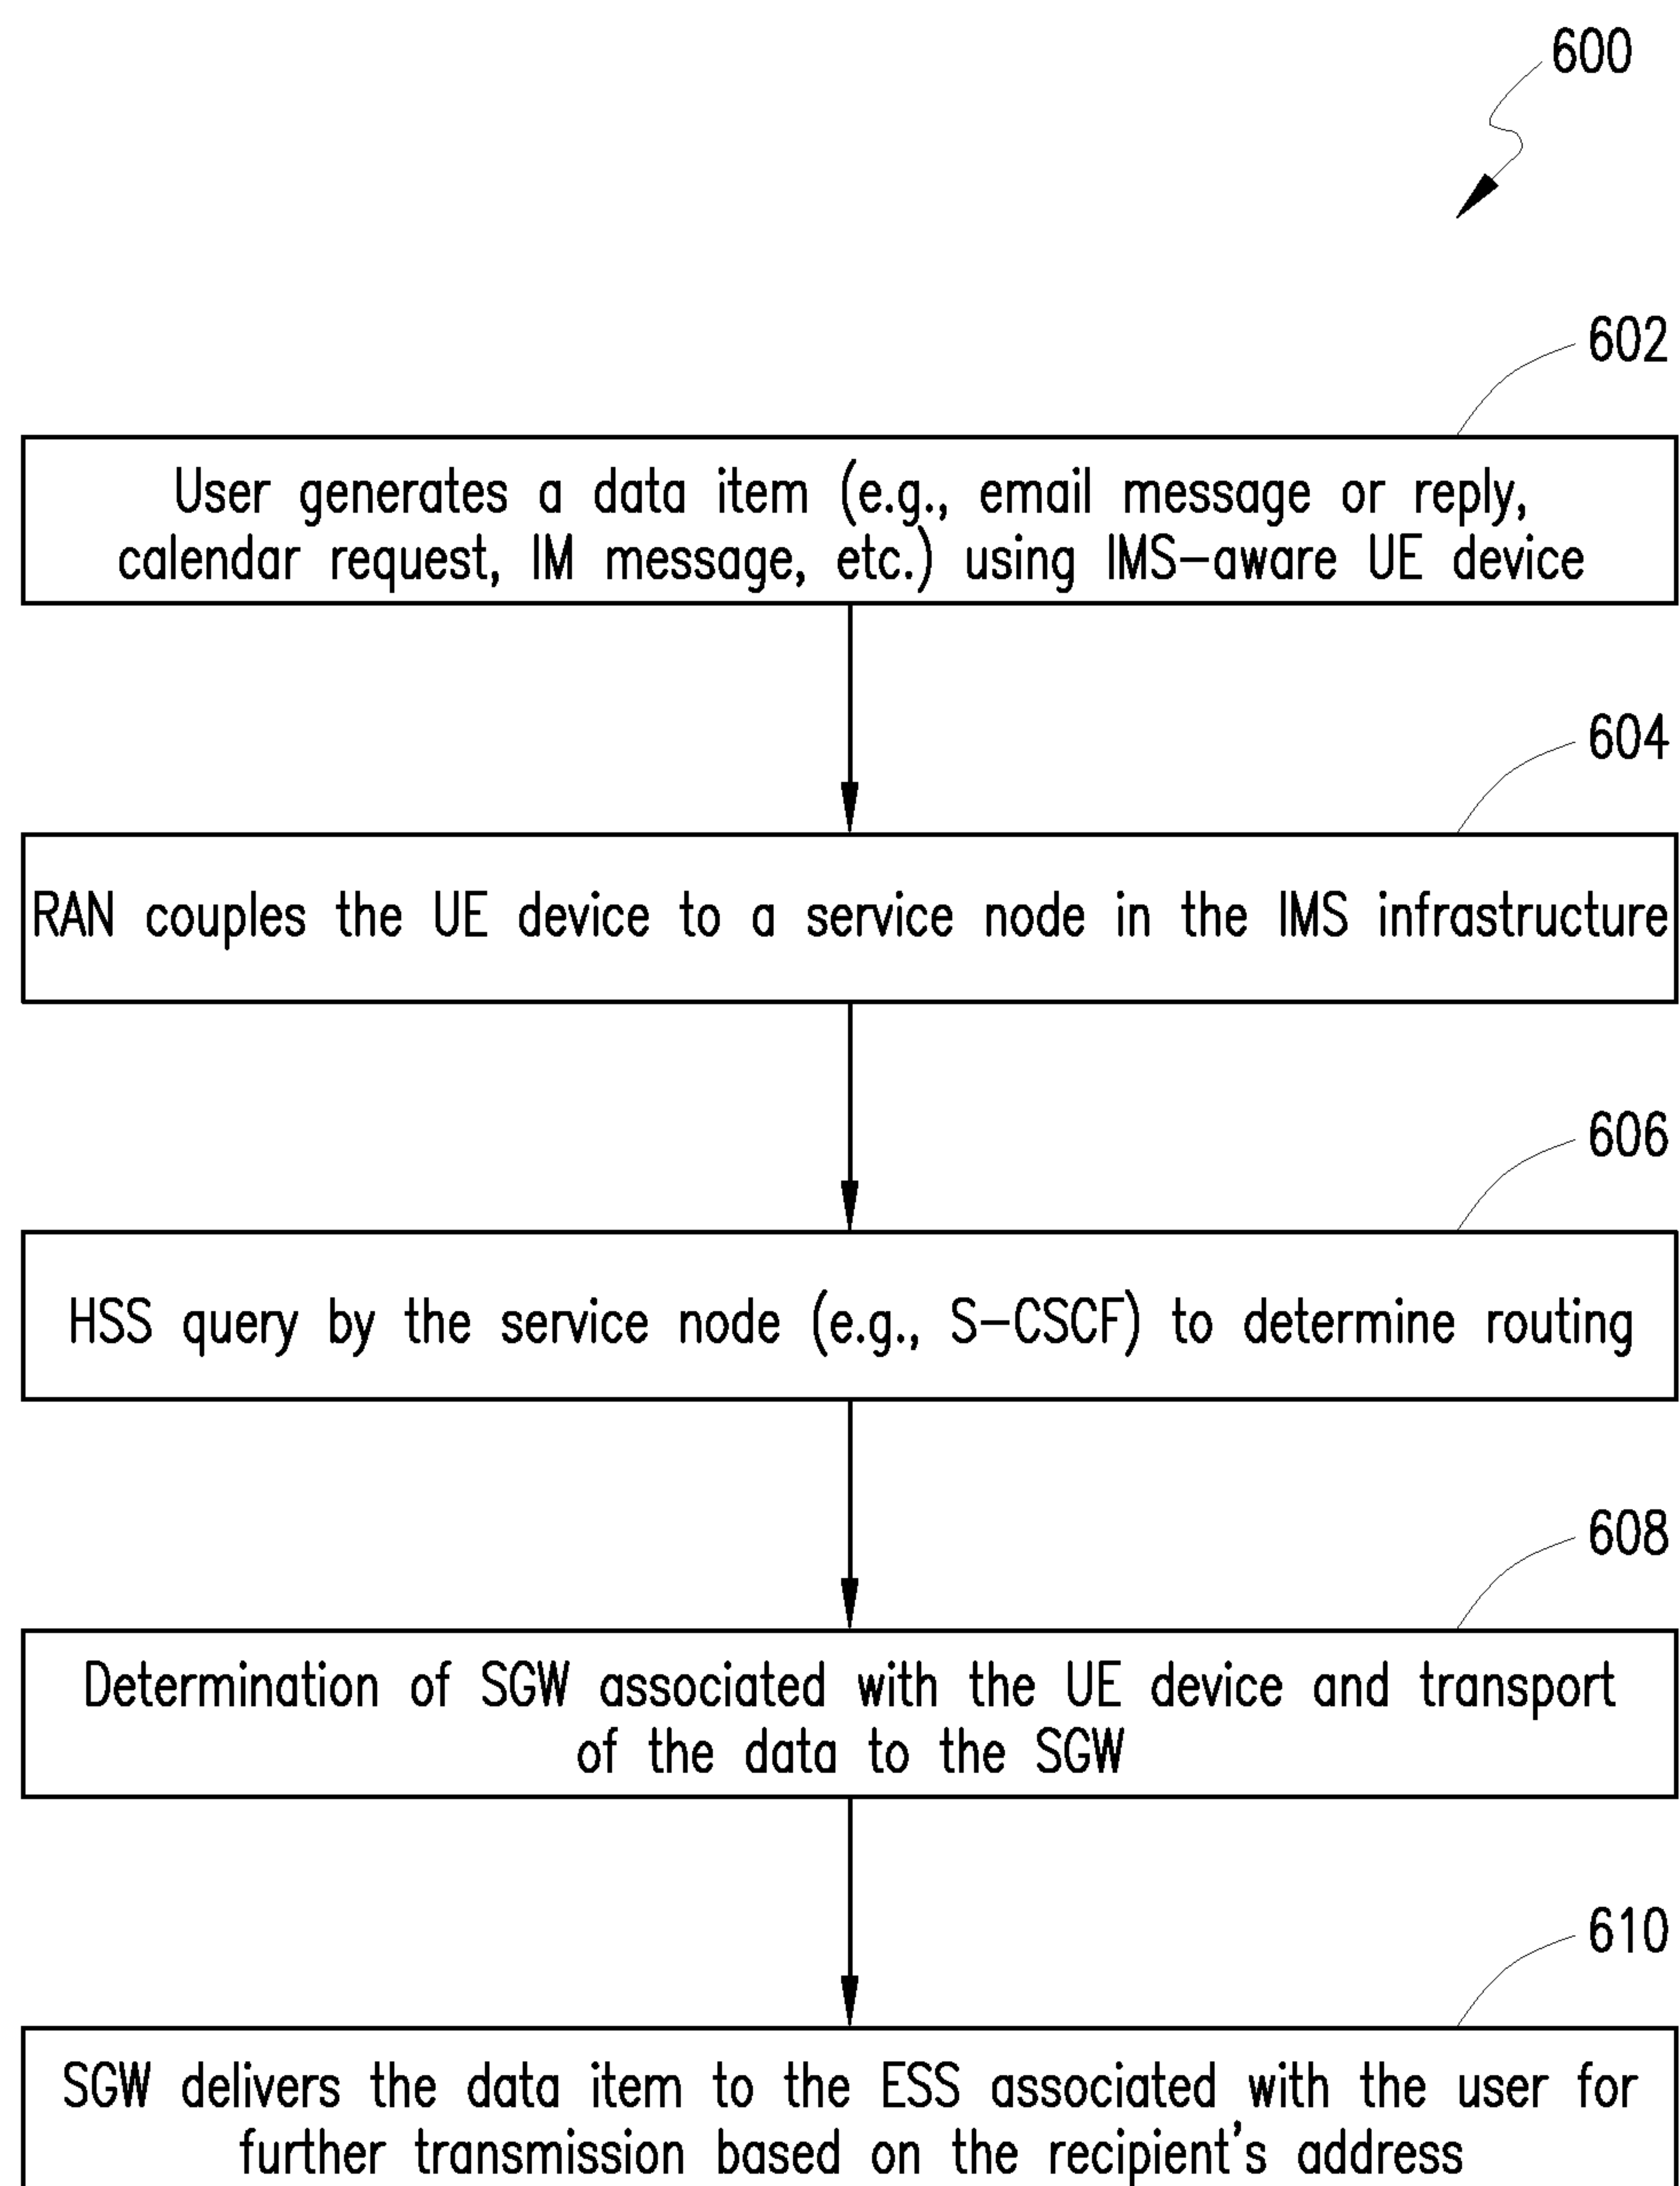 600
602
User generates a data item (e.g., email message or reply,
calendar request, IM message, etc.) using IMS-aware UE device
604
RAN couples the UE device to a service node in the IMS infrastructure
606
HSS query by the service node (e.g., S-CSCF) to determine routing
608
Determination of SGW associated with the UE device and transport
of the data to the SGW
610
SGW delivers the data item to the ESS associated with the user for
further transmission based on the recipient's address